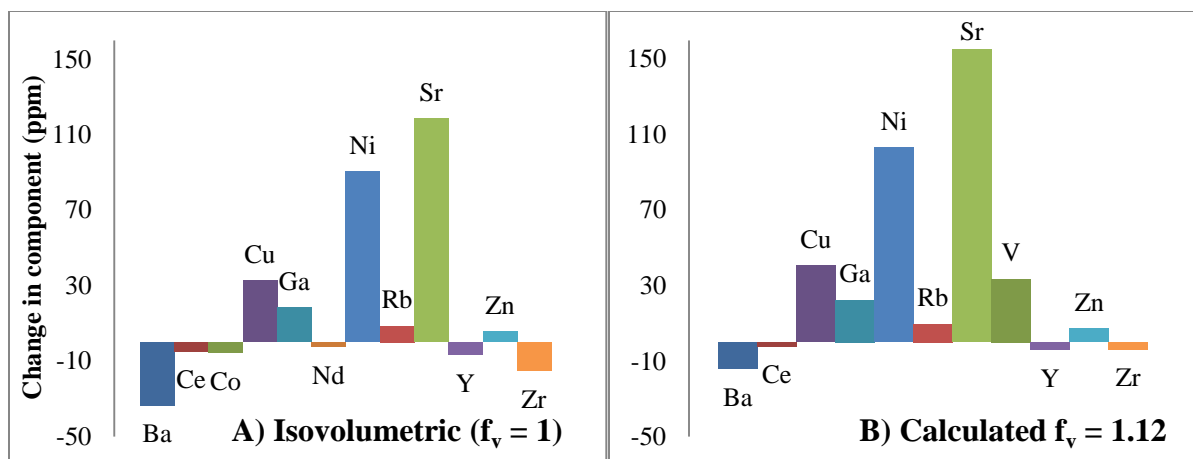 Change in component (ppm)
150
110
70
30
-10
-50
Ba
Ce
Co
Cu
Ga
Nd
Ni
Rb
Sr
Y
Zn
Zr
A) Isovolumetric (fv = 1)
150
110
70
30
-10
-50
Ba
Ce
Cu
Ga
Ni
Rb
Sr
V
Y
Zn
Zr
B) Calculated fv = 1.12